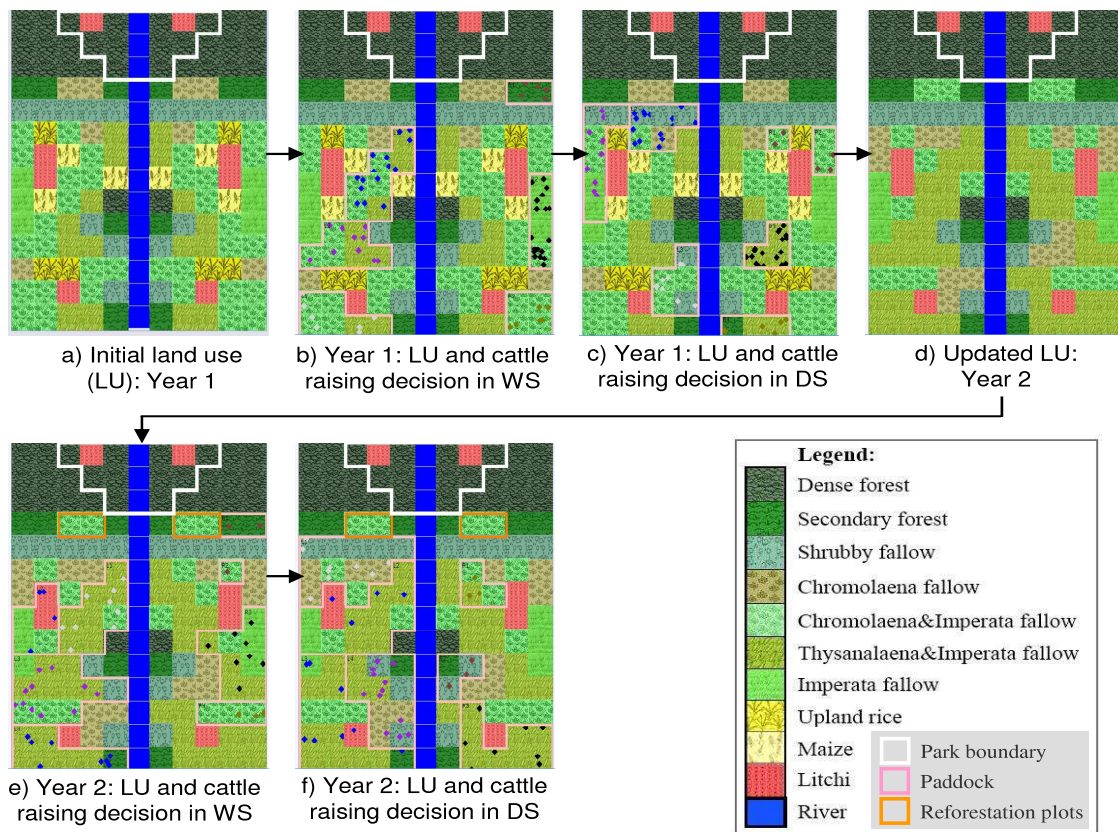 a) Initial land use
(LU): Year 1
b) Year 1: LU and cattle
raising decision in WS
c) Year 1: LU and cattle
raising decision in DS
d) Updated LU:
Year 2
e) Year 2: LU and cattle
raising decision in WS
f) Year 2: LU and cattle
raising decision in DS
Legend:
Dense forest
Secondary forest
Shrubby fallow
Chromolaena fallow
Chromolaena&Imperata fallow
Thysanalaena&Imperata fallow
Imperata fallow
Upland rice
Maize
Litchi
River
Park boundary
Paddock
Reforestation plots